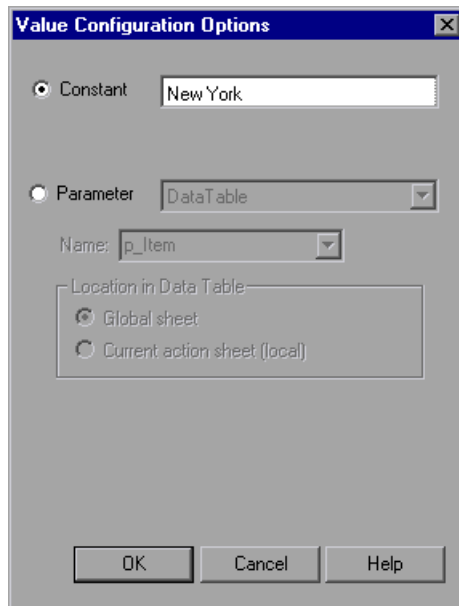 Value Configuration Options
Constant New York
Parameter DataTable
Name: p_Item
Location in Data Table
Global sheet
Current action sheet (local)
OK Cancel Help